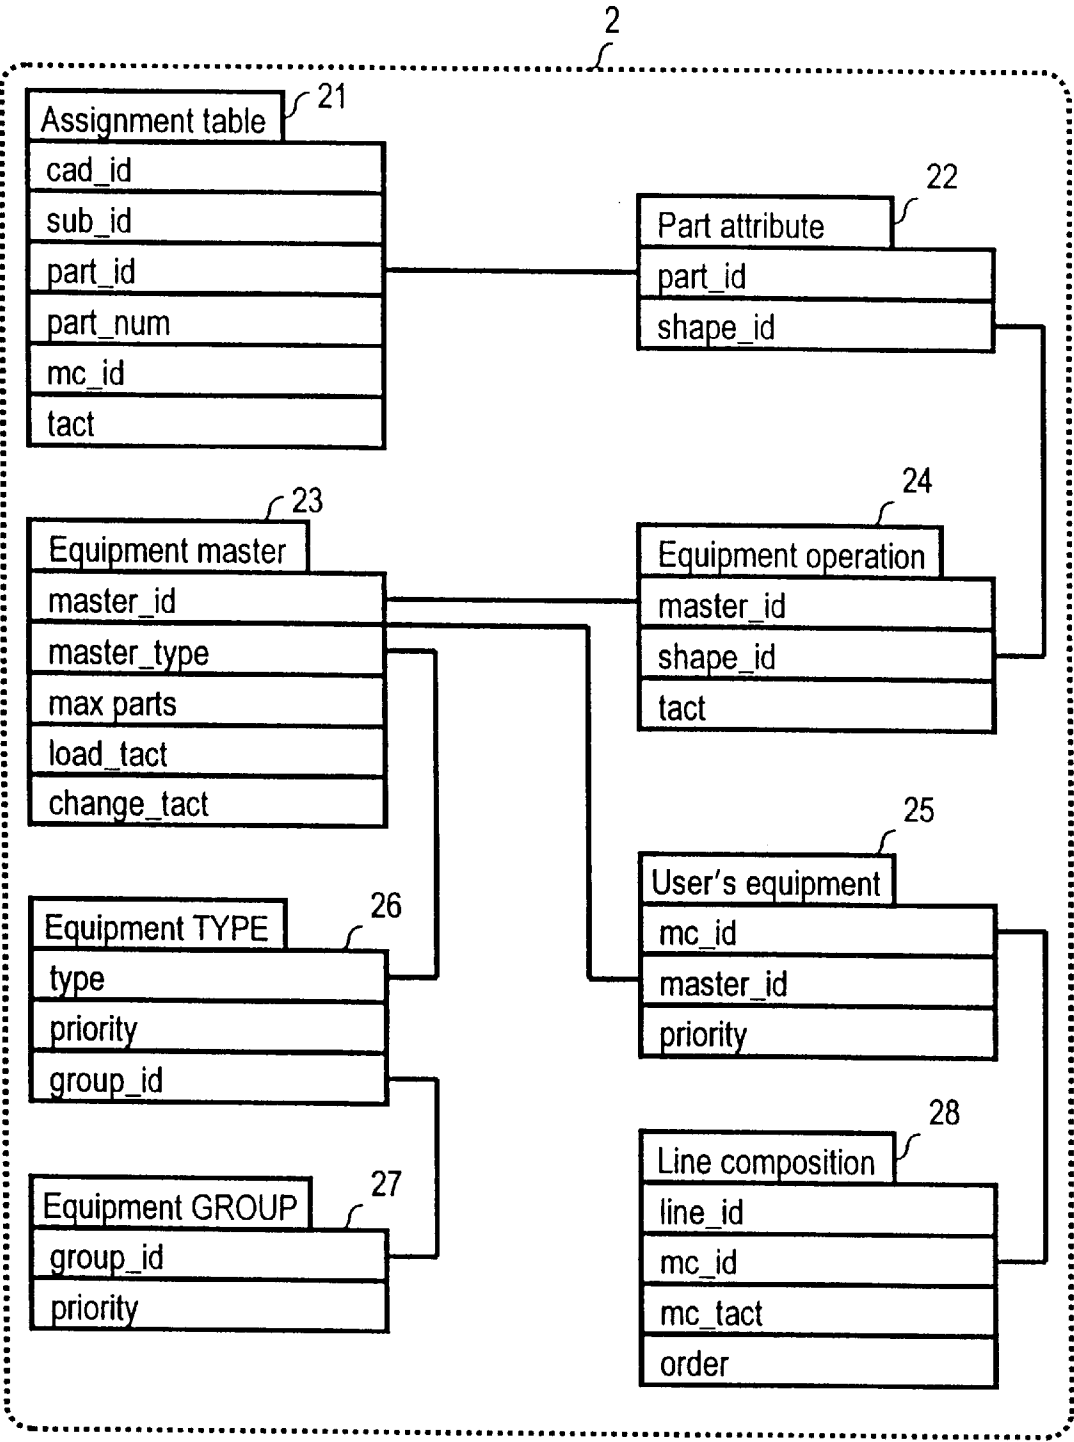 2
Assignment table
21
cad_id
sub_id
part_id
part_num
mc_id
tact
Part attribute
22
part_id
shape_id
Equipment master
23
master_id
master_type
max parts
load_tact
change_tact
Equipment operation
24
master_id
shape_id
tact
User's equipment
25
mc_id
master_id
priority
Equipment TYPE
26
type
priority
group_id
Equipment GROUP
27
group_id
priority
Line composition
28
line_id
mc_id
mc_tact
order